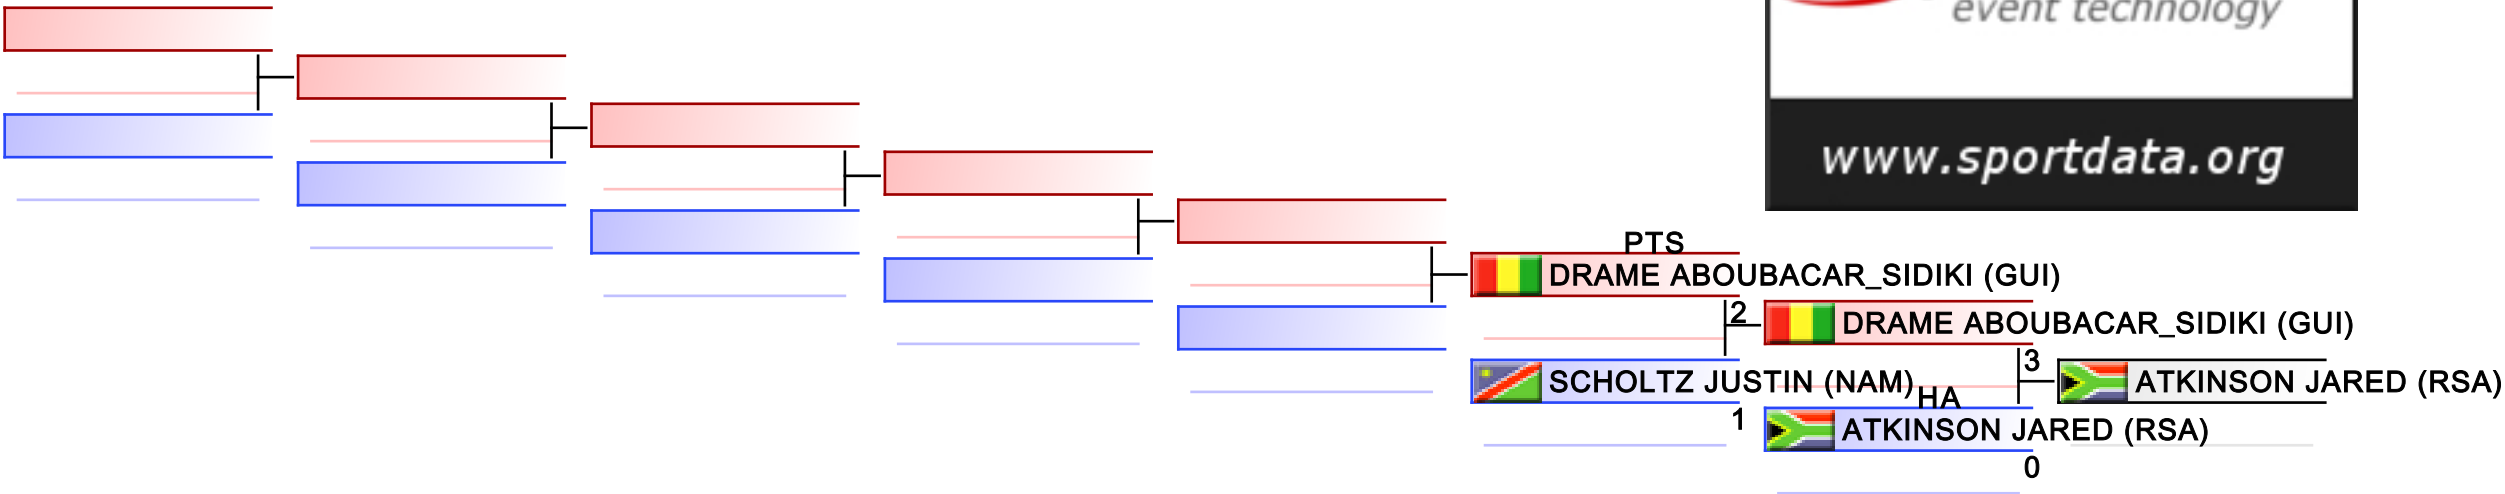 event technology
www.sportdata.org
PTS
DRAME ABOUBACAR_SIDIKI (GUI)
2
DRAME ABOUBACAR_SIDIKI (GUI)
3
SCHOLTZ JUSTIN (NAM)
ATKINSON JARED (RSA)
HA
1
ATKINSON JARED (RSA)
0